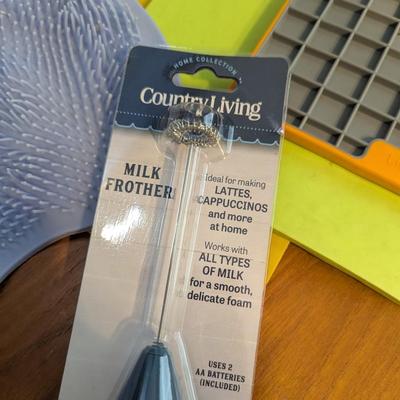 HOME COLLECTION
Country Living
MILK
FROTHER
Ideal for making
LATTES,
CAPPUCCINOS
and more
at home
Works with
ALL TYPES
OF MILK
for a smooth,
delicate foam
USES 2
AA BATTERIES
(INCLUDED)